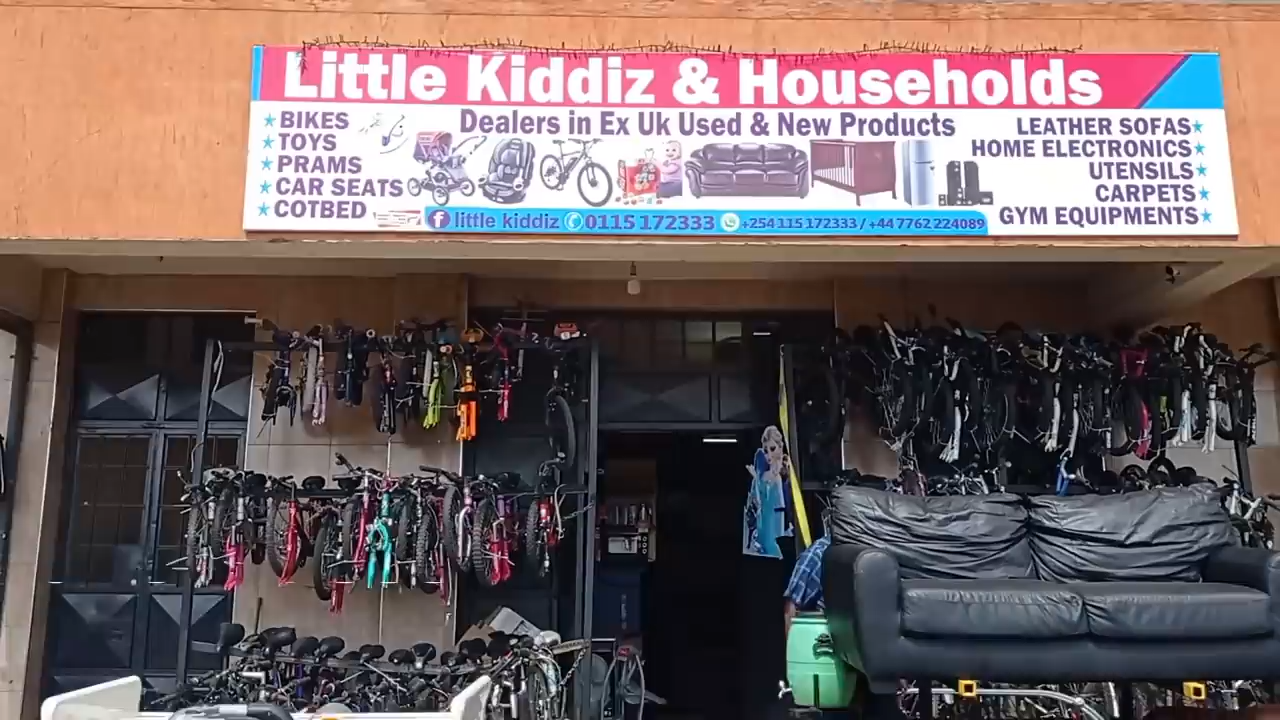 Little Kiddiz & Households
Dealers in Ex Uk Used & New Products
BIKES
TOYS
PRAMS
CAR SEATS
COTBED
LEATHER SOFAS
HOME ELECTRONICS
UTENSILS
CARPETS
GYM EQUIPMENTS
little kiddiz 0115 172333 +254 115 172333 / +44 7762 224089